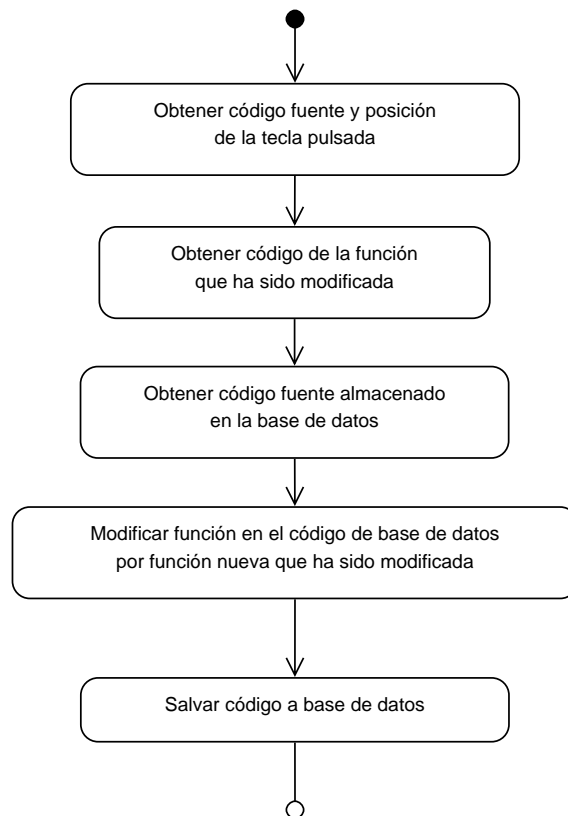 Obtener código fuente y posición
de la tecla pulsada
Obtener código de la función
que ha sido modificada
Obtener código fuente almacenado
en la base de datos
Modificar función en el código de base de datos
por función nueva que ha sido modificada
Salvar código a base de datos